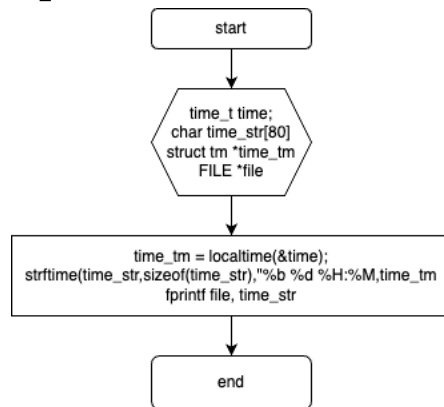 start
time_t time;
char time_str[80]
struct tm *time_tm
FILE *file
time_tm = localtime(&time);
strftime(time_str,sizeof(time_str),"%b %d %H:%M,time_tm
fprintf file, time_str
end